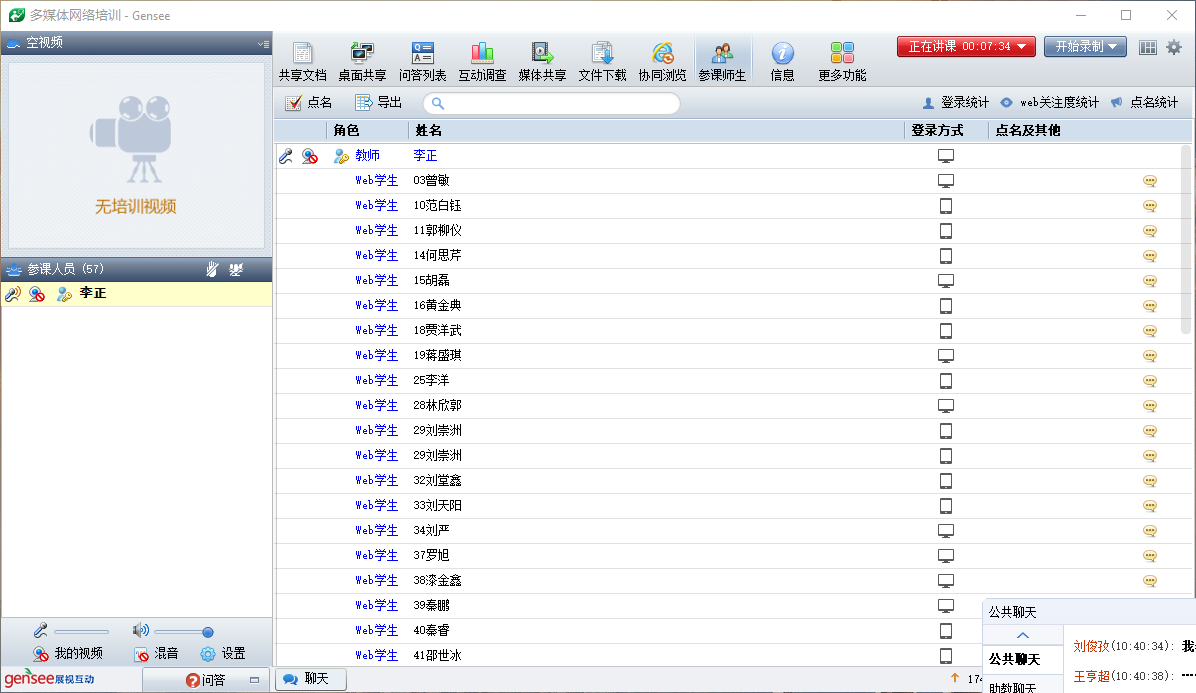 多媒体网络培训 - Gensee
空视频
无培训视频
参课人员 (57)
李正
我的视频 混音 设置
gensee展视互动
问答
共享文档 桌面共享 问答列表 互动调查 媒体共享 文件下载 协同浏览 参课师生 信息 更多功能
正在讲课 00:07:34 开始录制
点名 导出 登录统计 web关注度统计 点名统计
角色 姓名 登录方式 点名及其他
教师 李正
Web学生 03曾敏
Web学生 10范白钰
Web学生 11郭柳仪
Web学生 14何思芹
Web学生 15胡磊
Web学生 16黄金典
Web学生 18贾洋武
Web学生 19蒋盛琪
Web学生 25李洋
Web学生 28林欣郭
Web学生 29刘崇洲
Web学生 29刘崇洲
Web学生 32刘堂鑫
Web学生 33刘天阳
Web学生 34刘严
Web学生 37罗旭
Web学生 38漆金鑫
Web学生 39秦鹏
Web学生 40秦睿
Web学生 41邵世冰
聊天
公共聊天
公共聊天
助教聊天
刘俊孜(10:40:34): 我
王亨超(10:40:38):